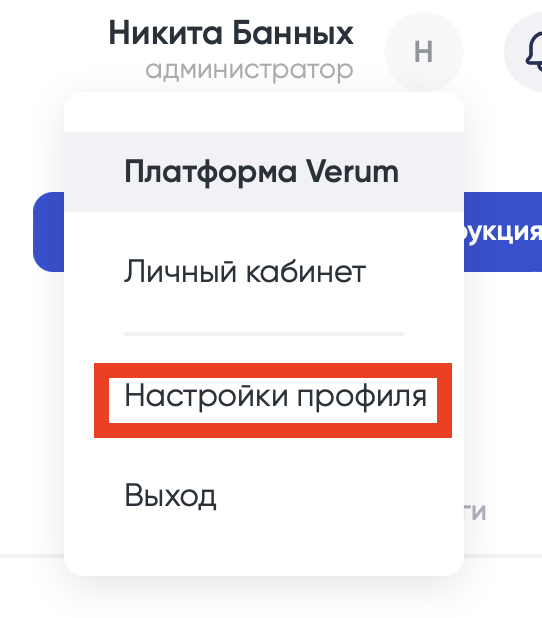 Никита Банных
администратор
Н
Платформа Verum
Личный кабинет
Настройки профиля
Выход